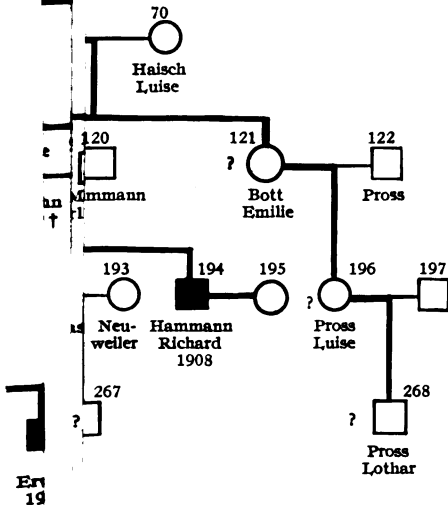 70
Haisch
Luise
120
121
122
?
Bott
Emilie
Pross
193
194
195
196
197
?
Neu-
weiler
Hammann
Richard
1908
Pross
Luise
267
268
?
?
Pross
Lothar